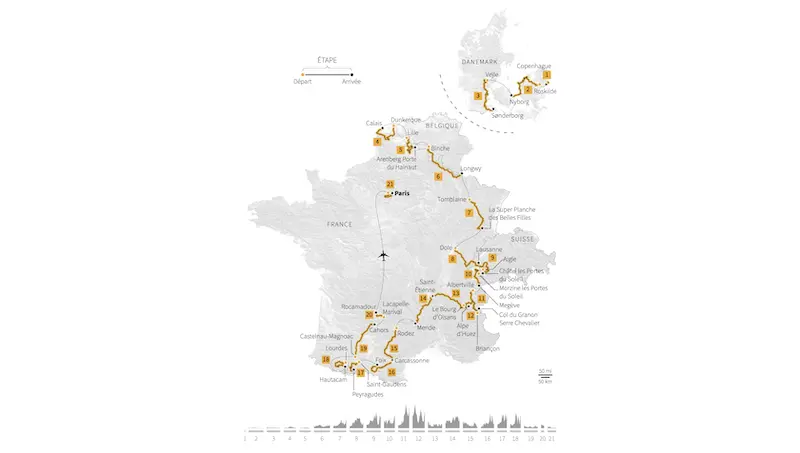 ÉTAPE
Départ
Arrivée
DANEMARK
Copenhague
1
Vejle
2
Roskilde
3
Nyborg
Sønderborg
Dunkerque
Calais
BELGIQUE
4
Lille
5
Binche
Arenberg Porte
du Hainaut
6
Longwy
21
Paris
Tomblaine
7
La Super Planche
des Belles Filles
FRANCE
SUISSE
Dole
Lausanne
8
9
Aigle
10
Châtel les Portes
du Soleil
Saint-
Étienne
Albertville
Morzine les Portes
du Soleil
13
14
11
Megève
Rocamadour
Lacapelle-
Marival
Le Bourg
d'Oisans
12
Col du Granon
Serre Chevalier
20
Alpe
d'Huez
Castelnau-Magnoac
Cahors
Rodez
Mende
Briançon
Lourdes
19
15
18
Foix
Carcassonne
17
16
Hautacam
Saint-Gaudens
Peyragudes
50 mi
50 km
1 2 3 4 5 6 7 8 9 10 11 12 13 14 15 16 17 18 19 20 21